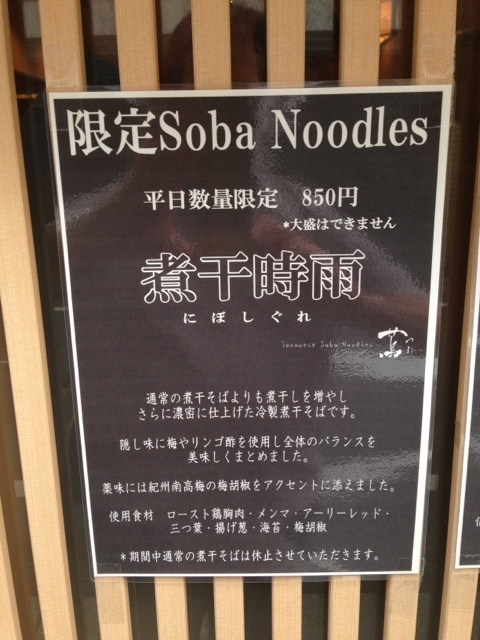 限定Soba Noodles
平日数量限定 850円
*大盛はできません
煮干時雨
にぼしぐれ
Japanese Soba Noodles 蔦 つた
通常の煮干そばよりも煮干しを増やし
さらに濃密に仕上げた冷製煮干そばです。
隠し味に梅やリンゴ酢を使用し全体のバランスを
美味しくまとめました。
薬味には紀州南高梅の梅胡椒をアクセントに添えました。
使用食材 ロースト鶏胸肉・メンマ・アーリーレッド・
三つ葉・揚げ葱・海苔・梅胡椒
*期間中通常の煮干そばは休止させていただきます。